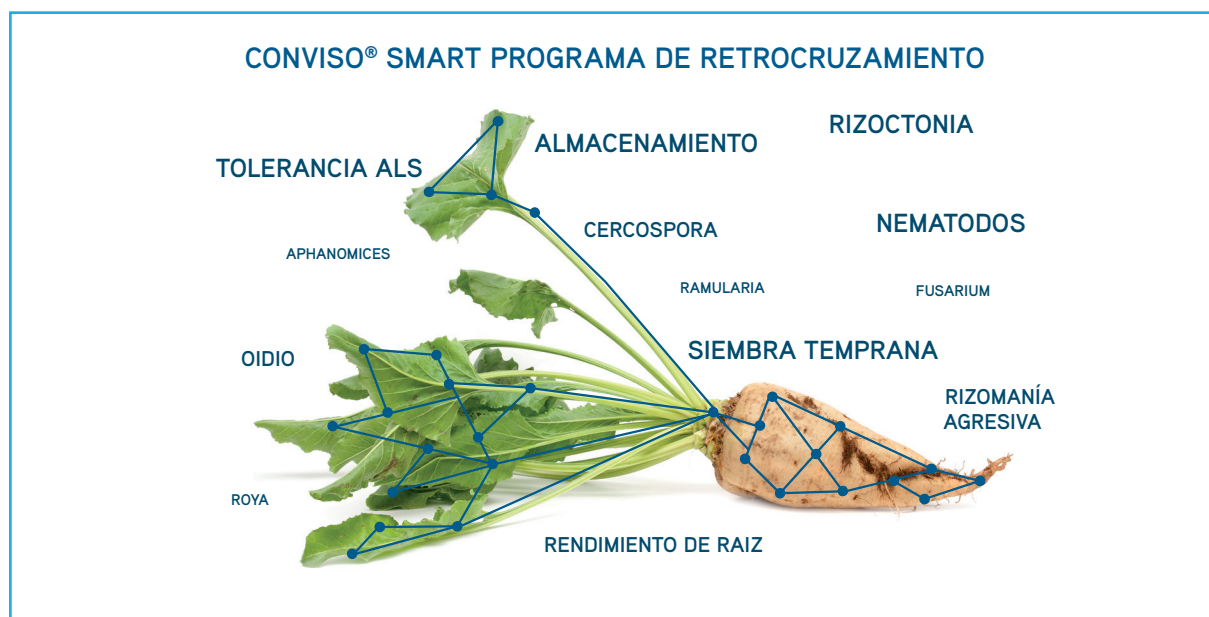 CONVISO® SMART PROGRAMA DE RETROCRUZAMIENTO
RIZOCTONIA
ALMACENAMIENTO
TOLERANCIA ALS
NEMATODOS
CERCOSPORA
APHANOMICES
RAMULARIA
FUSARIUM
SIEMBRA TEMPRANA
OIDIO
RIZOMANÍA
AGRESIVA
ROYA
RENDIMIENTO DE RAIZ